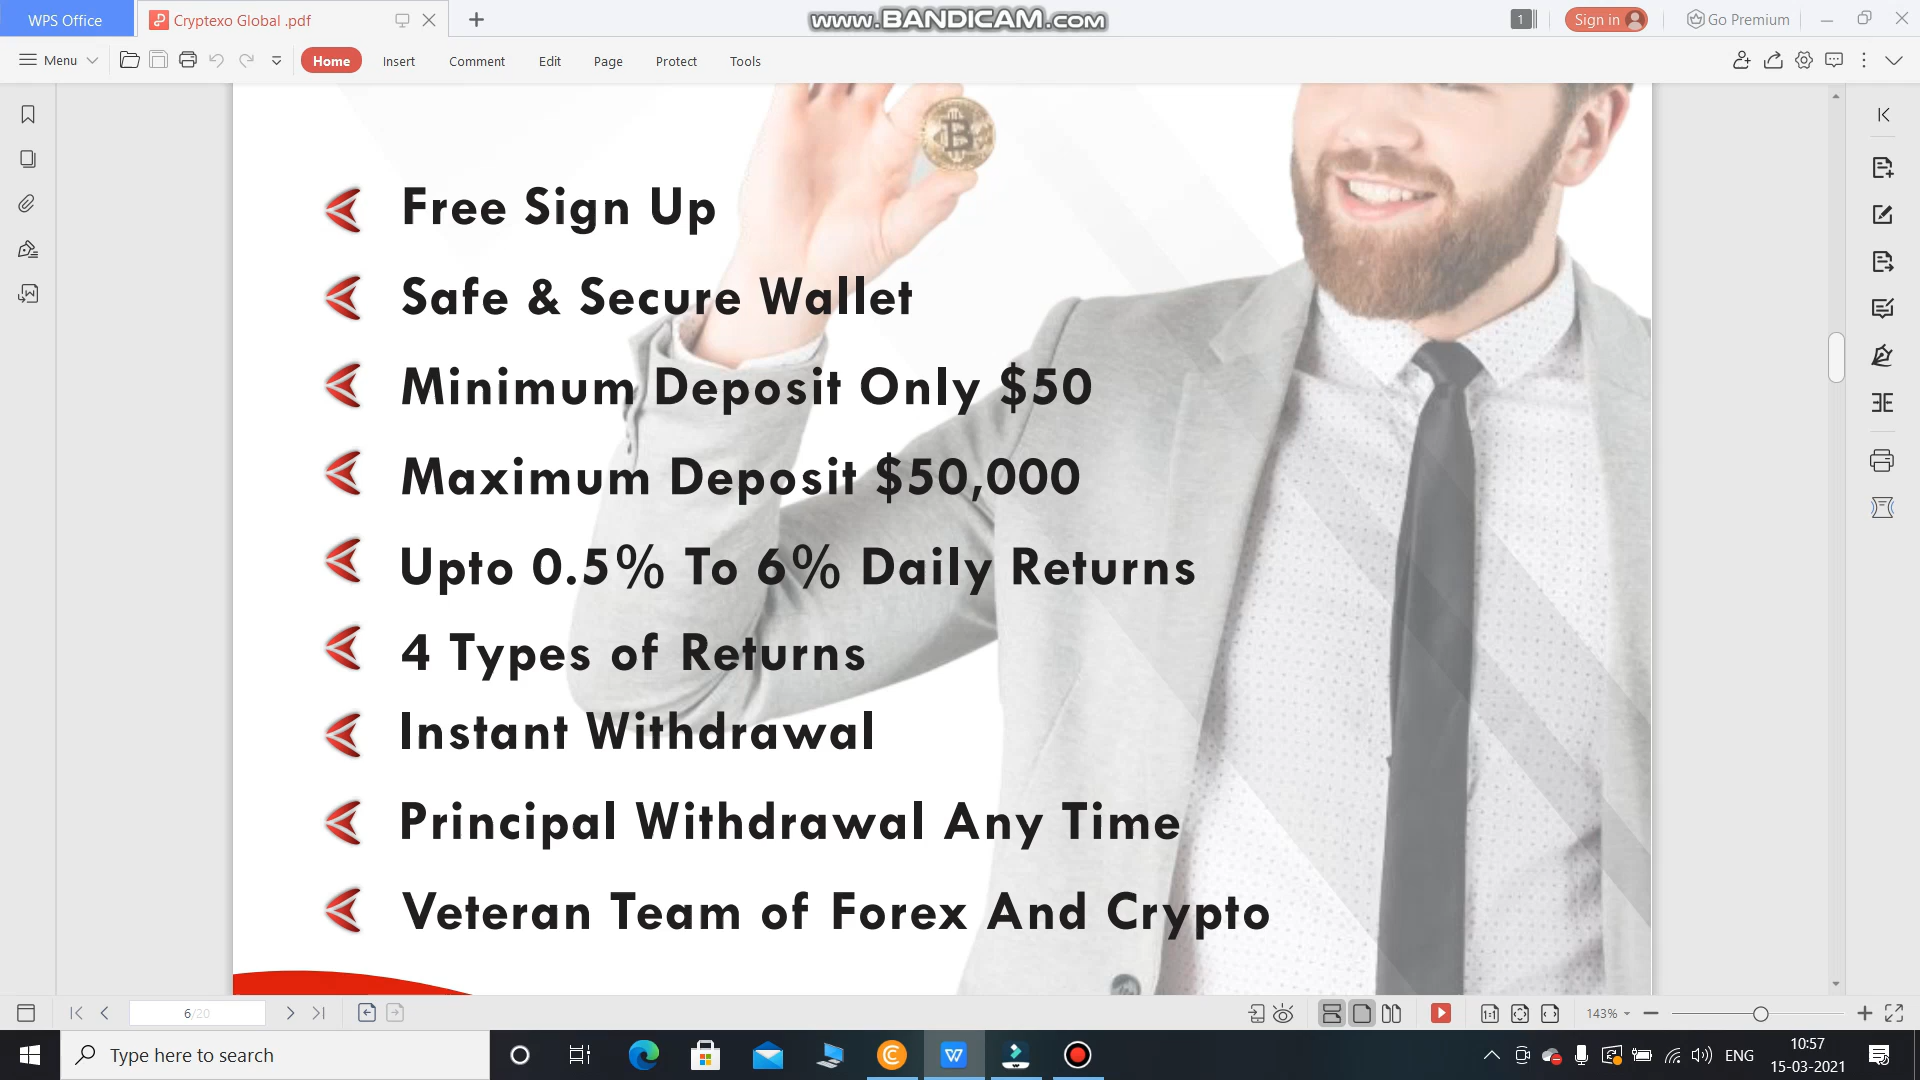 WPS Office
Cryptexo Global .pdf
www.BANDICAM.com
1
Sign in
Go Premium
Menu
Home
Insert
Comment
Edit
Page
Protect
Tools
Free Sign Up
Safe & Secure Wallet
Minimum Deposit Only $50
Maximum Deposit $50,000
Upto 0.5% To 6% Daily Returns
4 Types of Returns
Instant Withdrawal
Principal Withdrawal Any Time
Veteran Team of Forex And Crypto
6/20
143%
Type here to search
ENG
10:57
15-03-2021